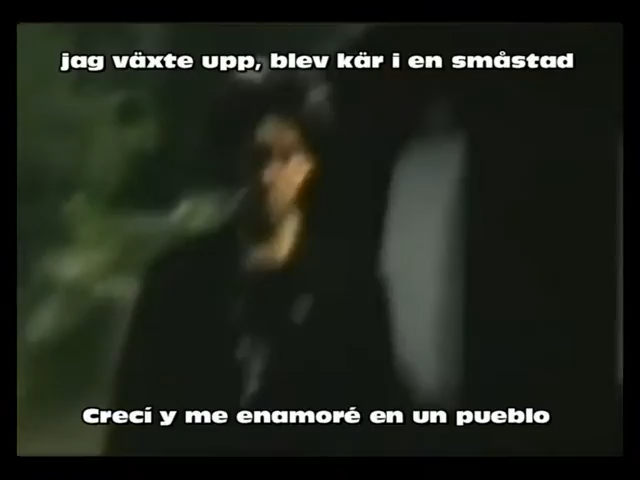 jag växte upp, blev kär i en småstad
Crecí y me enamoré en un pueblo